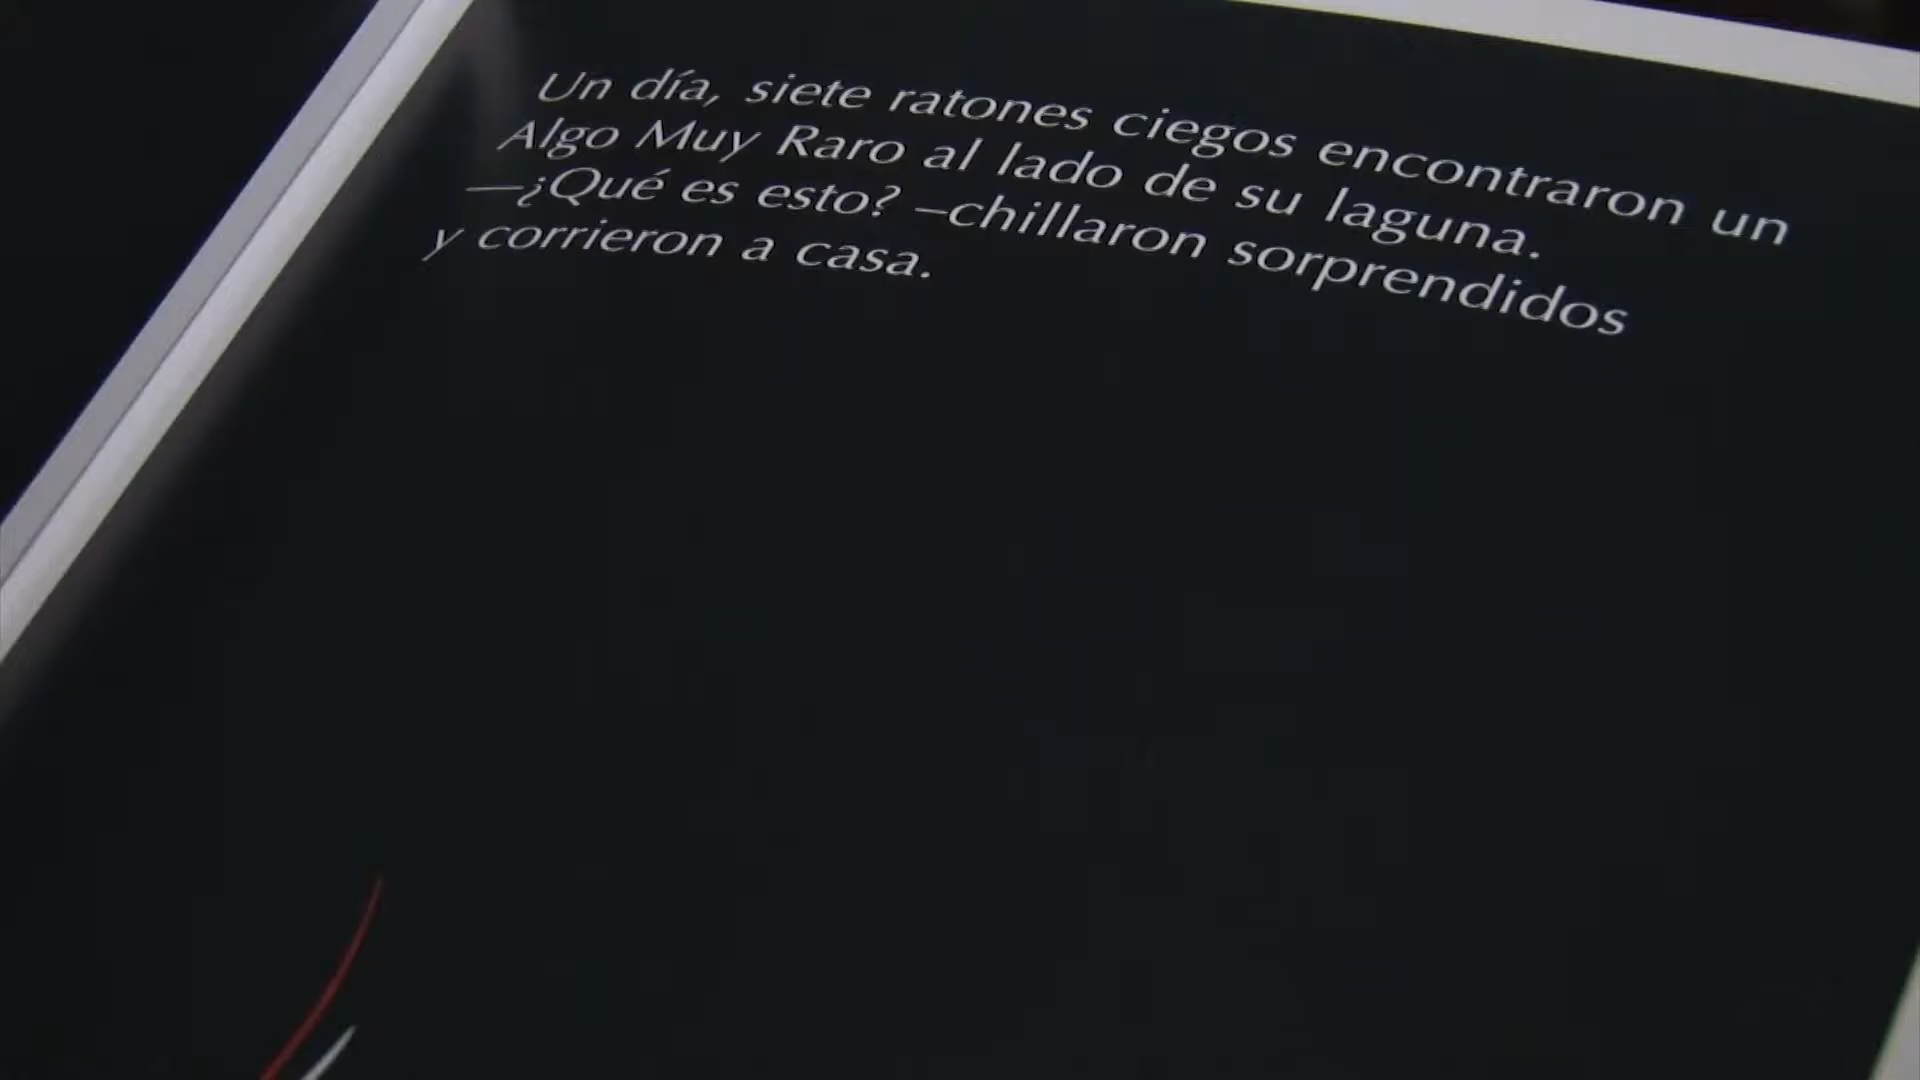 Un día, siete ratones ciegos encontraron un
Algo Muy Raro al lado de su laguna.
—¿Qué es esto? –chillaron sorprendidos
y corrieron a casa.